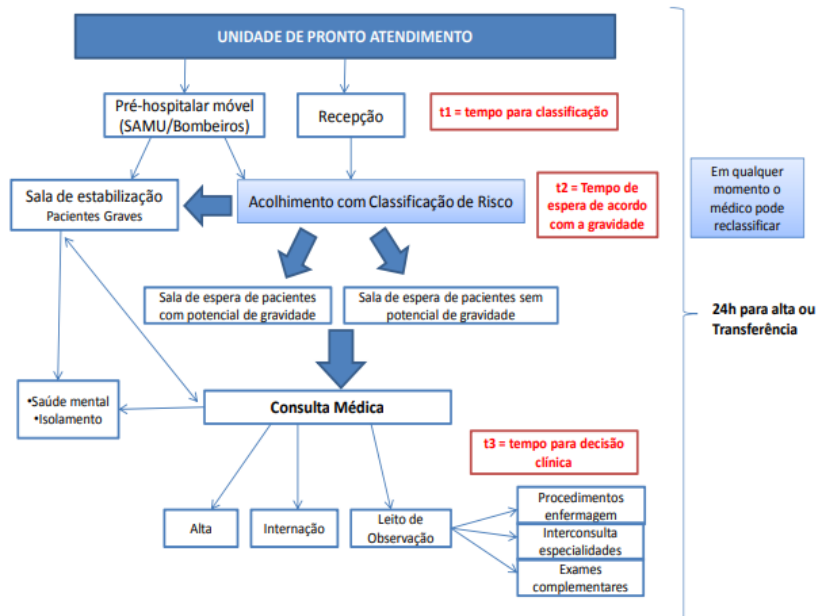 UNIDADE DE PRONTO ATENDIMENTO
Pré-hospitalar móvel
(SAMU/Bombeiros)
Recepção
t1 = tempo para classificação
Sala de estabilização
Pacientes Graves
Acolhimento com Classificação de Risco
t2 = Tempo de
espera de acordo
com a gravidade
Em qualquer
momento o
médico pode
reclassificar
Sala de espera de pacientes
com potencial de gravidade
Sala de espera de pacientes sem
potencial de gravidade
24h para alta ou
Transferência
•Saúde mental
•Isolamento
Consulta Médica
t3 = tempo para decisão
clínica
Alta
Internação
Leito de
Observação
Procedimentos
enfermagem
Interconsulta
especialidades
Exames
complementares